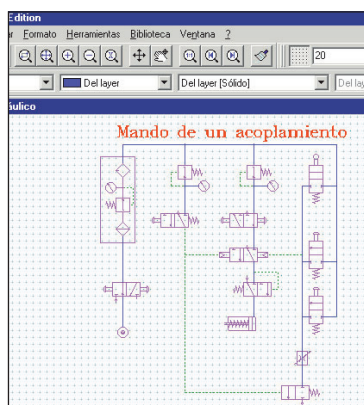 Edition
Formato Herramientas Biblioteca Ventana ?
20
Del layer
Del layer [Sólido]
Del lay
áulico
Mando de un acoplamiento